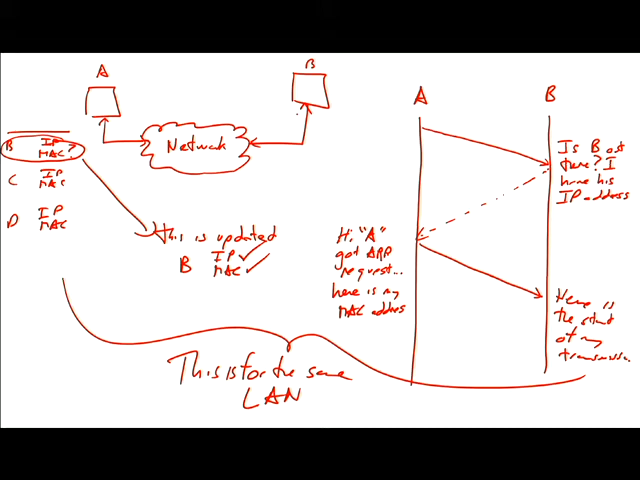 A
B
Network
B IP
MAC?
C IP
MAC
D IP
MAC
This is updated
B IP ✓
MAC ✓
A
B
Is B out
there? I
have his
IP address
Hi "A"
got ARP
request...
here is my
MAC address
Here is
the start
of my
transmission
This is for the same
LAN